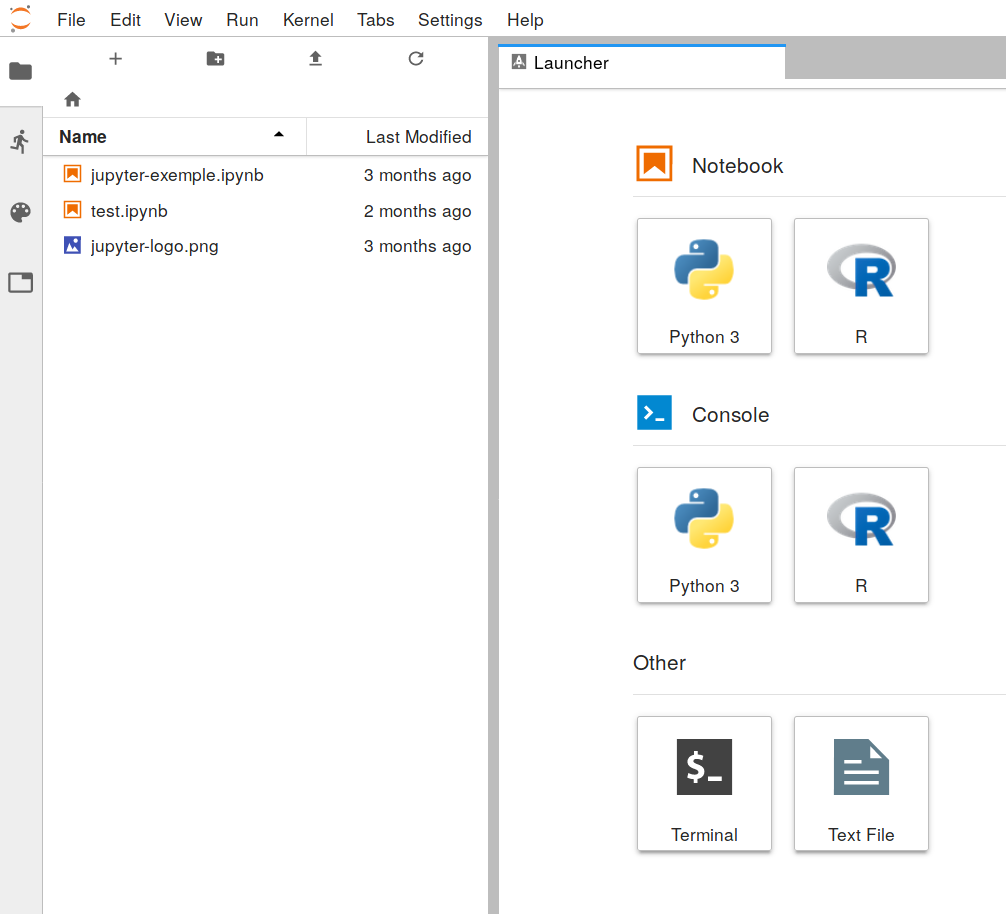 File Edit View Run Kernel Tabs Settings Help
Name Last Modified
jupyter-exemple.ipynb 3 months ago
test.ipynb 2 months ago
jupyter-logo.png 3 months ago
Launcher
Notebook
Python 3 R
Console
Python 3 R
Other
$_
Terminal Text File